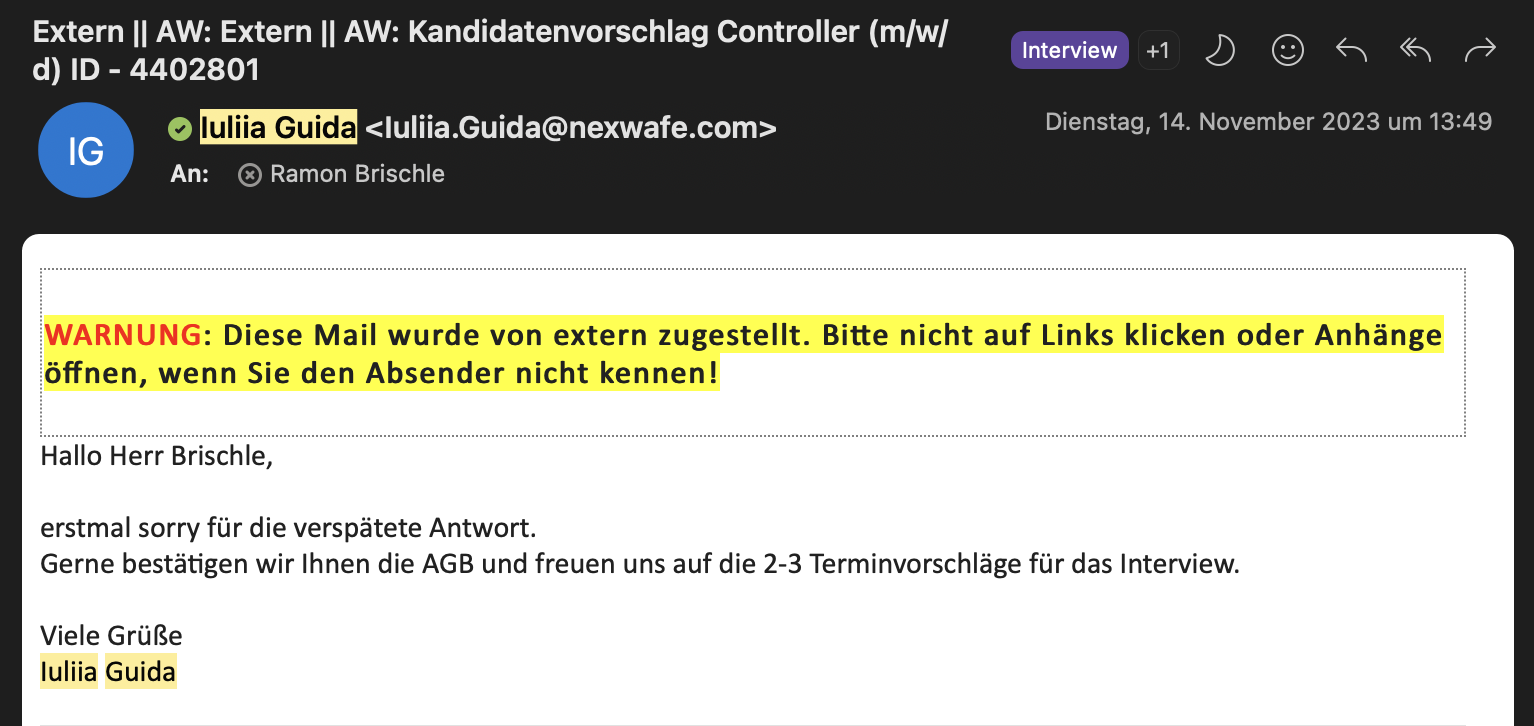 Extern || AW: Extern || AW: Kandidatenvorschlag Controller (m/w/
d) ID - 4402801
Interview
+1
IG
Iuliia Guida <Iuliia.Guida@nexwafe.com>
Dienstag, 14. November 2023 um 13:49
An: Ramon Brischle
WARNUNG: Diese Mail wurde von extern zugestellt. Bitte nicht auf Links klicken oder Anhänge
öffnen, wenn Sie den Absender nicht kennen!
Hallo Herr Brischle,
erstmal sorry für die verspätete Antwort.
Gerne bestätigen wir Ihnen die AGB und freuen uns auf die 2-3 Terminvorschläge für das Interview.
Viele Grüße
Iuliia Guida